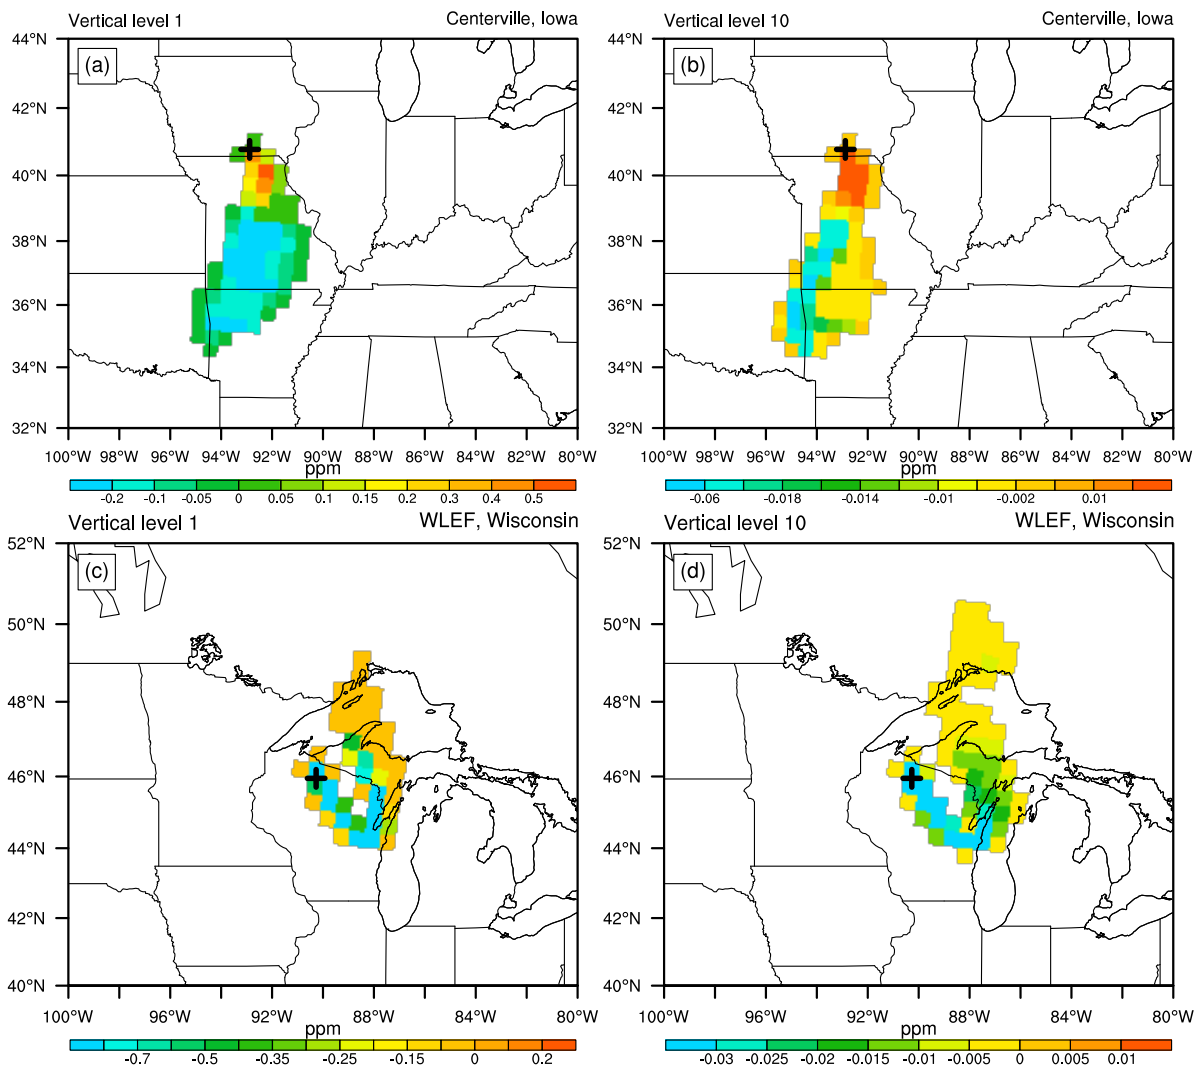 Vertical level 1 Centerville, Iowa
(a)
44°N
42°N
40°N
38°N
36°N
34°N
32°N
100°W 98°W 96°W 94°W 92°W 90°W 88°W 86°W 84°W 82°W 80°W
ppm
-0.2 -0.1 -0.05 0 0.05 0.1 0.15 0.2 0.3 0.4 0.5
Vertical level 10 Centerville, Iowa
(b)
44°N
42°N
40°N
38°N
36°N
34°N
32°N
100°W 98°W 96°W 94°W 92°W 90°W 88°W 86°W 84°W 82°W 80°W
ppm
-0.06 -0.018 -0.014 -0.01 -0.002 0.01
Vertical level 1 WLEF, Wisconsin
(c)
52°N
50°N
48°N
46°N
44°N
42°N
40°N
100°W 96°W 92°W 88°W 84°W 80°W
ppm
-0.7 -0.5 -0.35 -0.25 -0.15 0 0.2
Vertical level 10 WLEF, Wisconsin
(d)
52°N
50°N
48°N
46°N
44°N
42°N
40°N
100°W 96°W 92°W 88°W 84°W 80°W
ppm
-0.03 -0.025 -0.02 -0.015 -0.01 -0.005 0 0.005 0.01